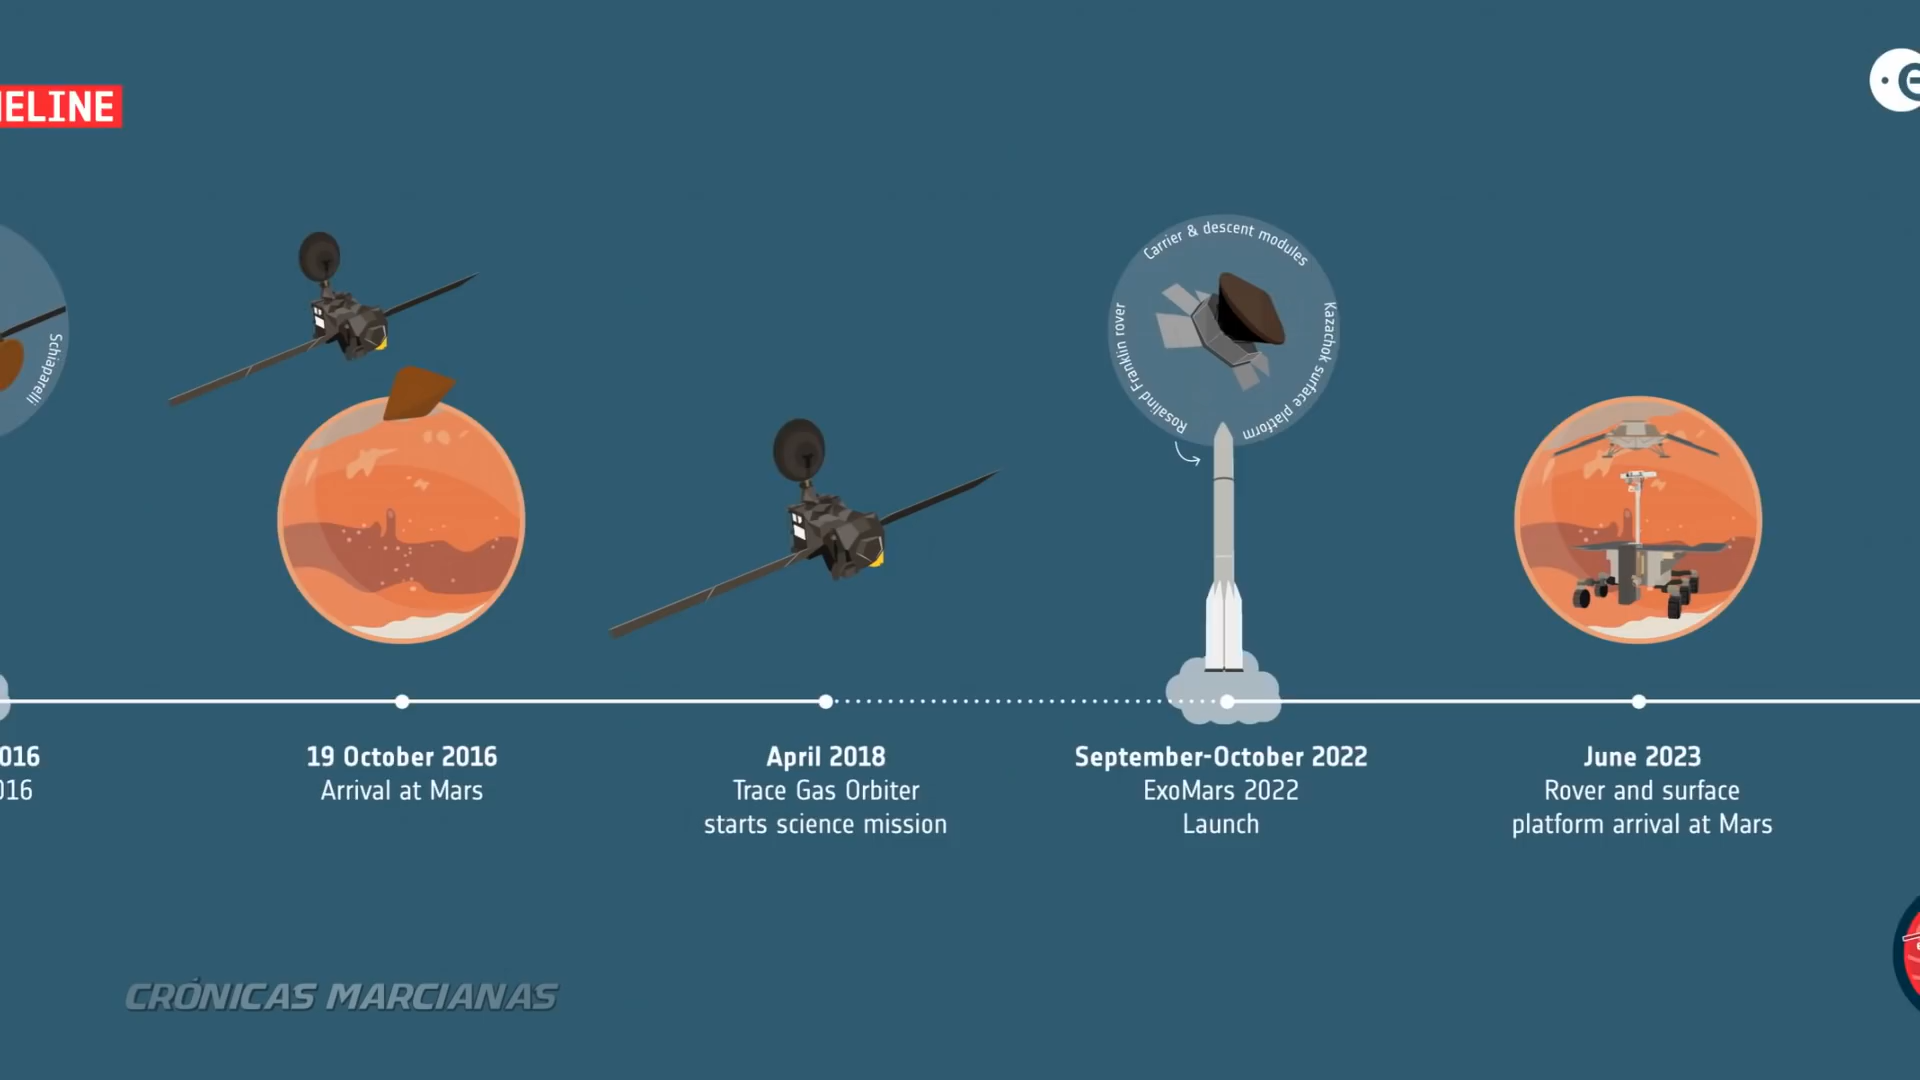 MELINE
Schiaparelli
Carrier & descent modules
Rosalind Franklin rover
Kazachok surface platform
016
016
19 October 2016
Arrival at Mars
April 2018
Trace Gas Orbiter
starts science mission
September-October 2022
ExoMars 2022
Launch
June 2023
Rover and surface
platform arrival at Mars
CRÓNICAS MARCIANAS